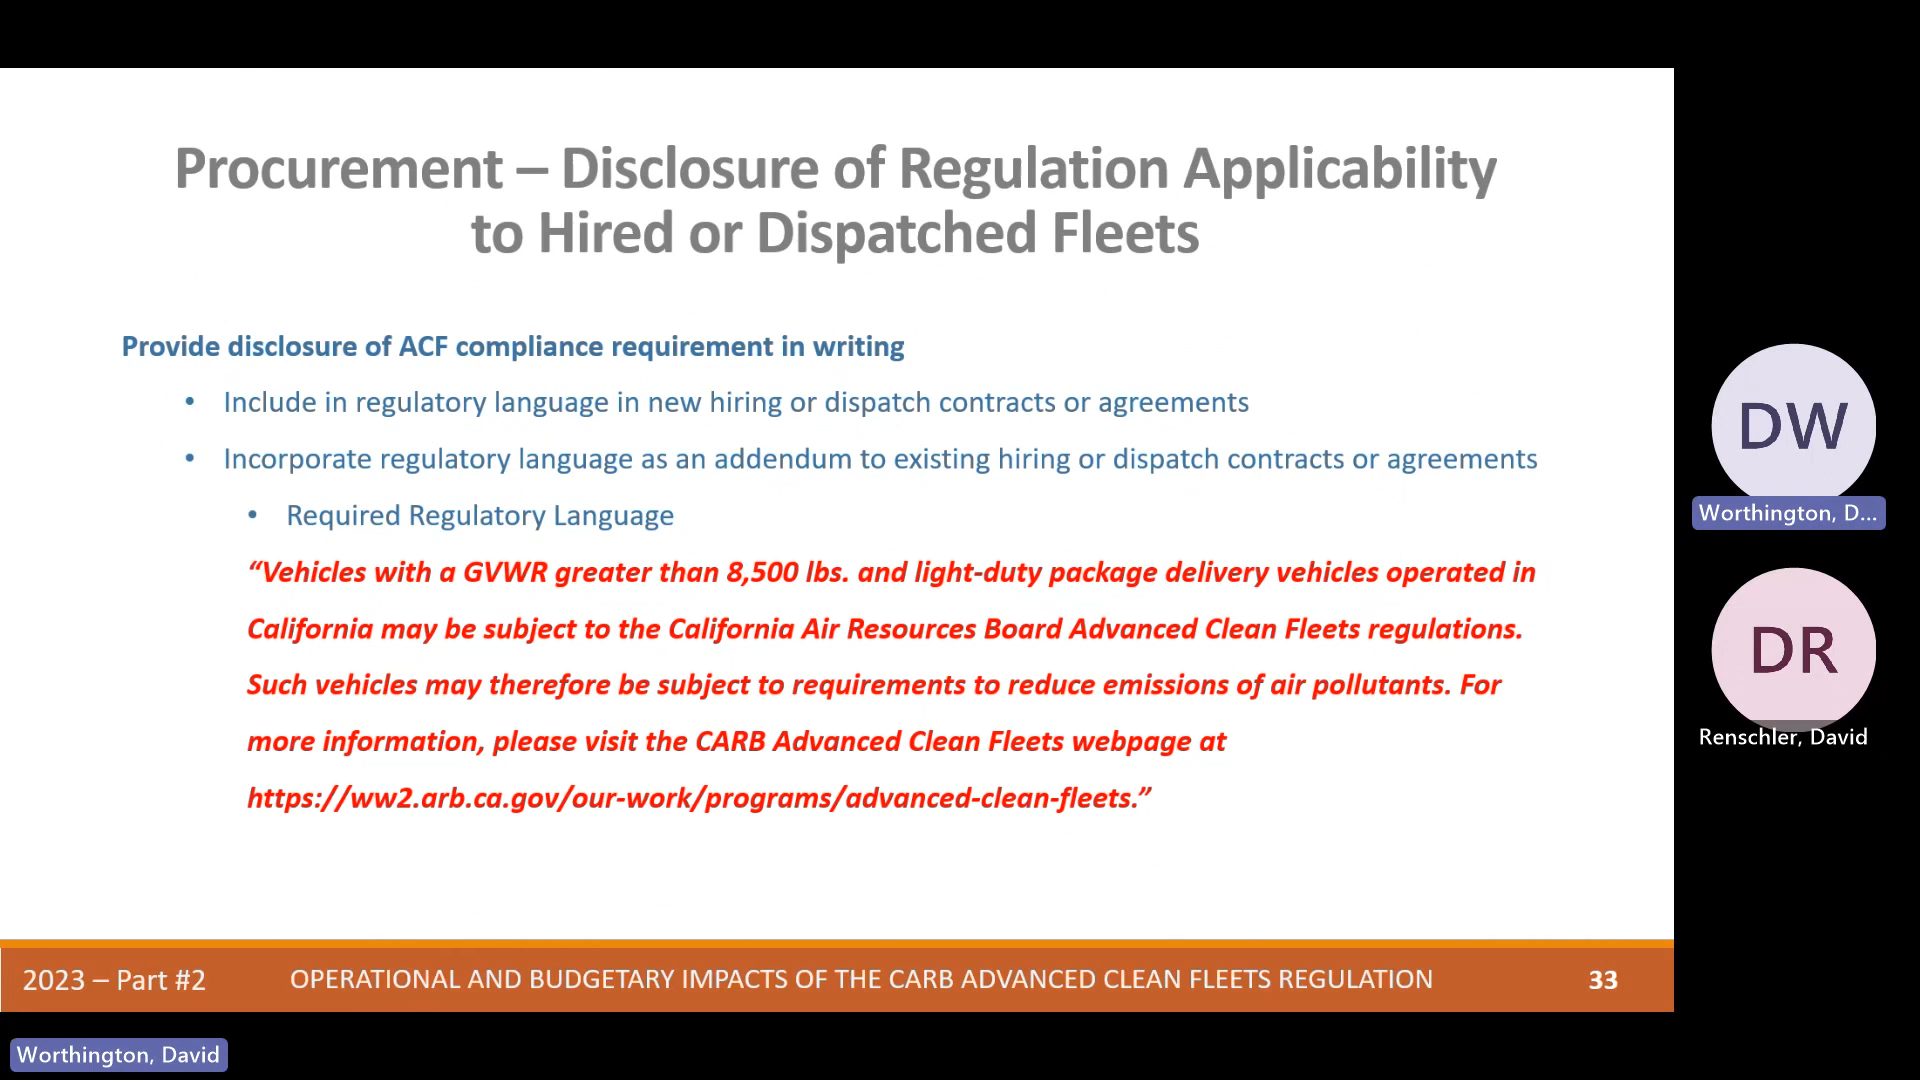 Procurement – Disclosure of Regulation Applicability
to Hired or Dispatched Fleets
Provide disclosure of ACF compliance requirement in writing
• Include in regulatory language in new hiring or dispatch contracts or agreements
• Incorporate regulatory language as an addendum to existing hiring or dispatch contracts or agreements
• Required Regulatory Language
“Vehicles with a GVWR greater than 8,500 lbs. and light-duty package delivery vehicles operated in
California may be subject to the California Air Resources Board Advanced Clean Fleets regulations.
Such vehicles may therefore be subject to requirements to reduce emissions of air pollutants. For
more information, please visit the CARB Advanced Clean Fleets webpage at
https://ww2.arb.ca.gov/our-work/programs/advanced-clean-fleets.”
2023 – Part #2 OPERATIONAL AND BUDGETARY IMPACTS OF THE CARB ADVANCED CLEAN FLEETS REGULATION 33
DW
Worthington, D...
DR
Renschler, David
Worthington, David